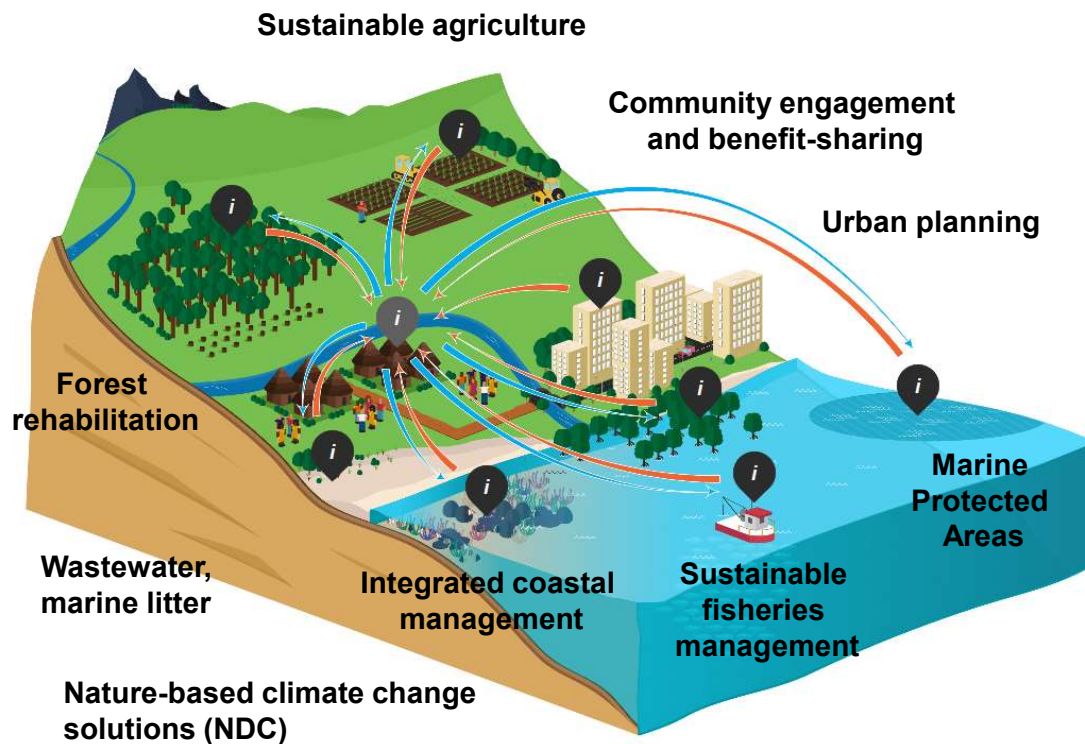 Sustainable agriculture
Community engagement
and benefit-sharing
Urban planning
i
i
i
i
Forest
rehabilitation
i
i
i
i
i
Marine
Protected
Areas
Wastewater,
marine litter
Integrated coastal
management
Sustainable
fisheries
management
Nature-based climate change
solutions (NDC)